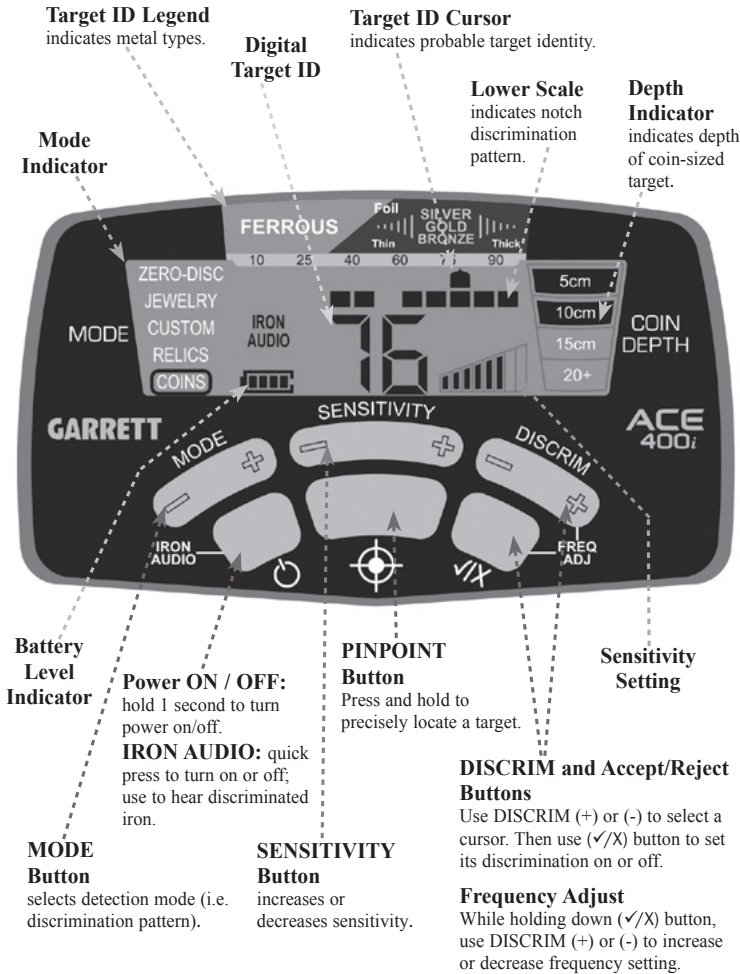 Target ID Legend
indicates metal types.
Digital
Target ID
Target ID Cursor
indicates probable target identity.
Lower Scale
indicates notch
discrimination
pattern.
Depth
Indicator
indicates depth
of coin-sized
target.
Mode
Indicator
FERROUS
Foil
Thin
SILVER
GOLD
BRONZE
Thick
10 25 40 60 75 90
MODE
ZERO-DISC
JEWELRY
CUSTOM
RELICS
COINS
IRON
AUDIO
76
5cm
10cm
15cm
20+
COIN
DEPTH
GARRETT
ACE
400i
MODE
- +
SENSITIVITY
- +
DISCRIM
- +
IRON
AUDIO
✓/X
FREQ
ADJ
Battery
Level
Indicator
Power ON / OFF:
hold 1 second to turn
power on/off.
IRON AUDIO: quick
press to turn on or off;
use to hear discriminated
iron.
PINPOINT
Button
Press and hold to
precisely locate a target.
Sensitivity
Setting
MODE
Button
selects detection mode (i.e.
discrimination pattern).
SENSITIVITY
Button
increases or
decreases sensitivity.
DISCRIM and Accept/Reject
Buttons
Use DISCRIM (+) or (-) to select a
cursor. Then use (✓/X) button to set
its discrimination on or off.
Frequency Adjust
While holding down (✓/X) button,
use DISCRIM (+) or (-) to increase
or decrease frequency setting.